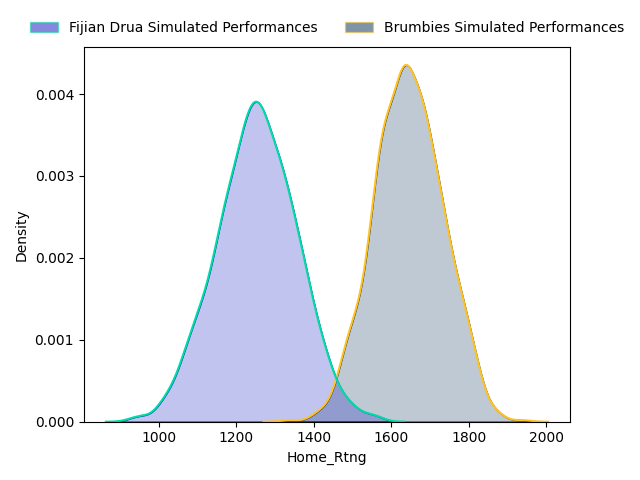 Fijian Drua Simulated Performances
Brumbies Simulated Performances
0.004
0.003
0.002
0.001
0.000
Density
1000 1200 1400 1600 1800 2000
Home_Rtng